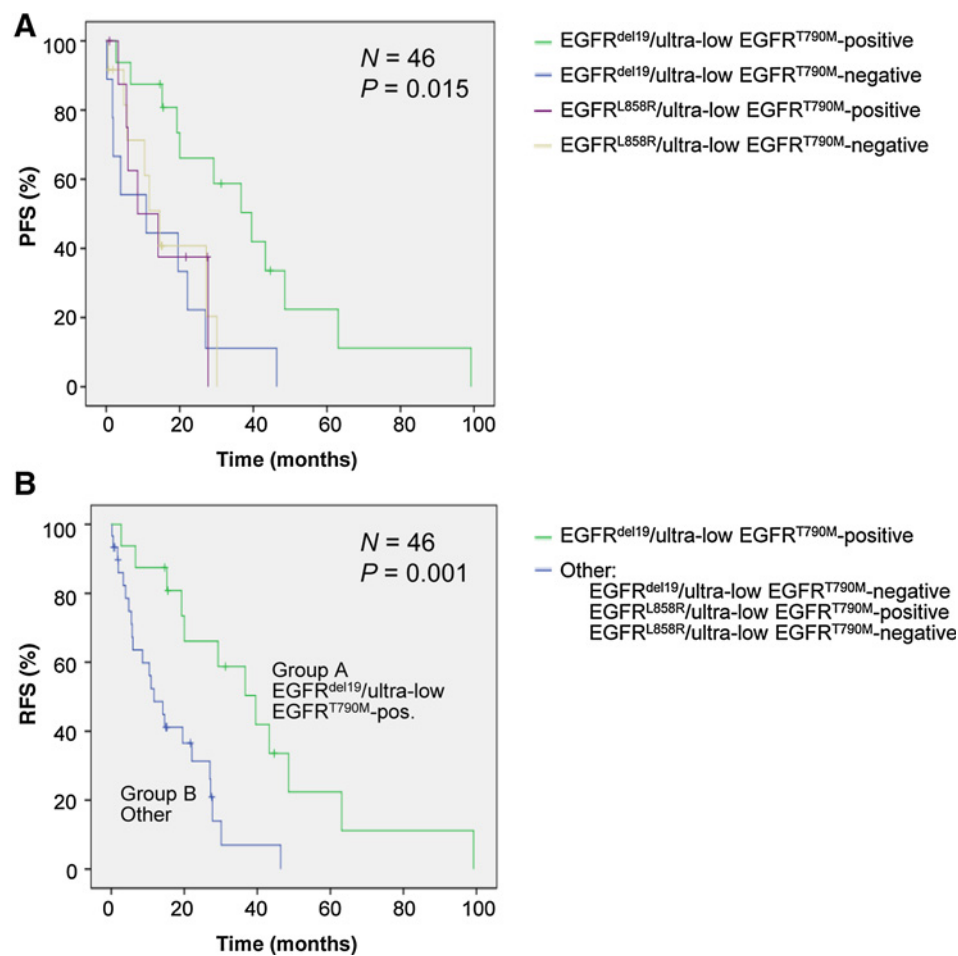 A
100
80
60
40
20
0
PFS (%)
N = 46
P = 0.015
0 20 40 60 80 100
Time (months)
EGFRdel19/ultra-low EGFRT790M-positive
EGFRdel19/ultra-low EGFRT790M-negative
EGFRL858R/ultra-low EGFRT790M-positive
EGFRL858R/ultra-low EGFRT790M-negative
B
100
80
60
40
20
0
RFS (%)
N = 46
P = 0.001
Group A
EGFRdel19/ultra-low
EGFRT790M-pos.
Group B
Other
0 20 40 60 80 100
Time (months)
EGFRdel19/ultra-low EGFRT790M-positive
Other:
EGFRdel19/ultra-low EGFRT790M-negative
EGFRL858R/ultra-low EGFRT790M-positive
EGFRL858R/ultra-low EGFRT790M-negative